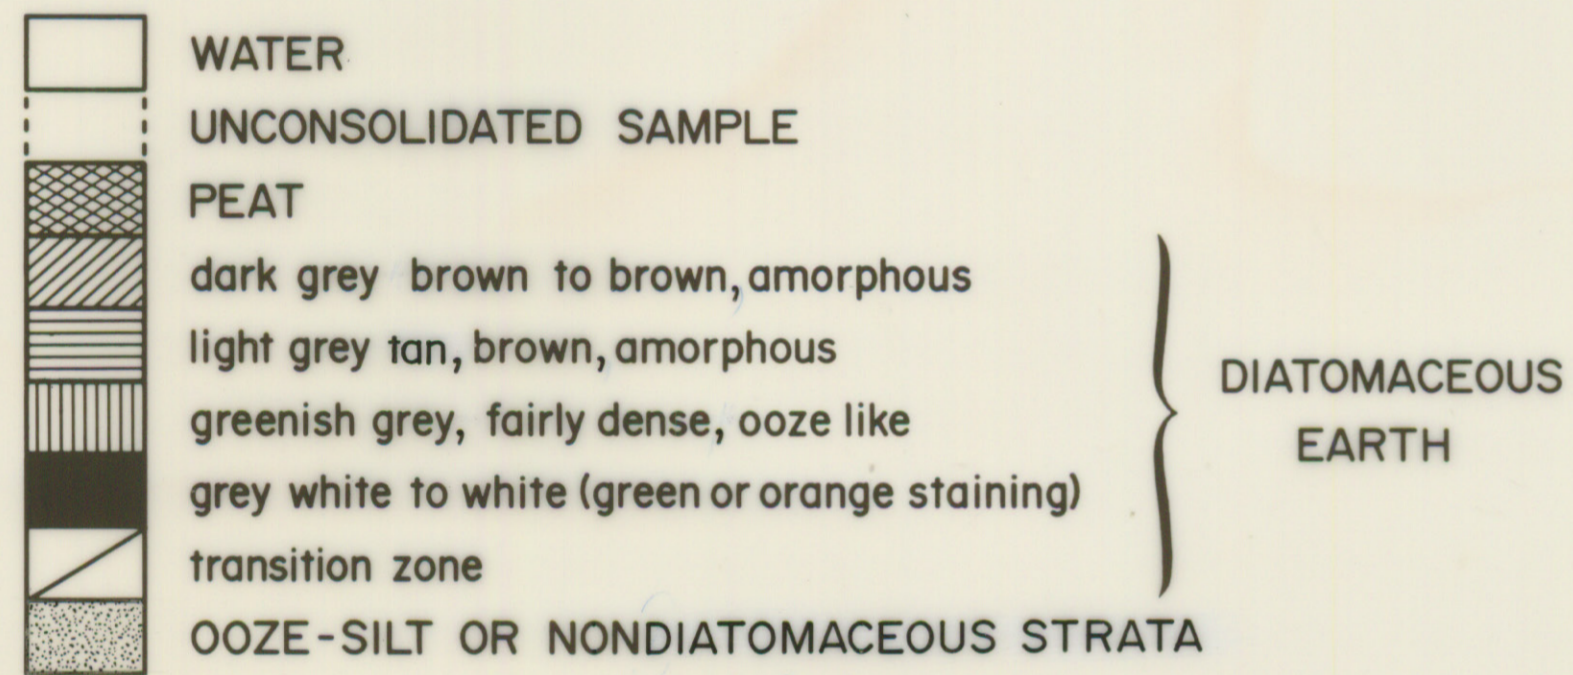 WATER
UNCONSOLIDATED SAMPLE
PEAT
dark grey brown to brown, amorphous
light grey tan, brown, amorphous
greenish grey, fairly dense, ooze like
grey white to white (green or orange staining)
transition zone
DIATOMACEOUS
EARTH
OOZE-SILT OR NONDIATOMACEOUS STRATA